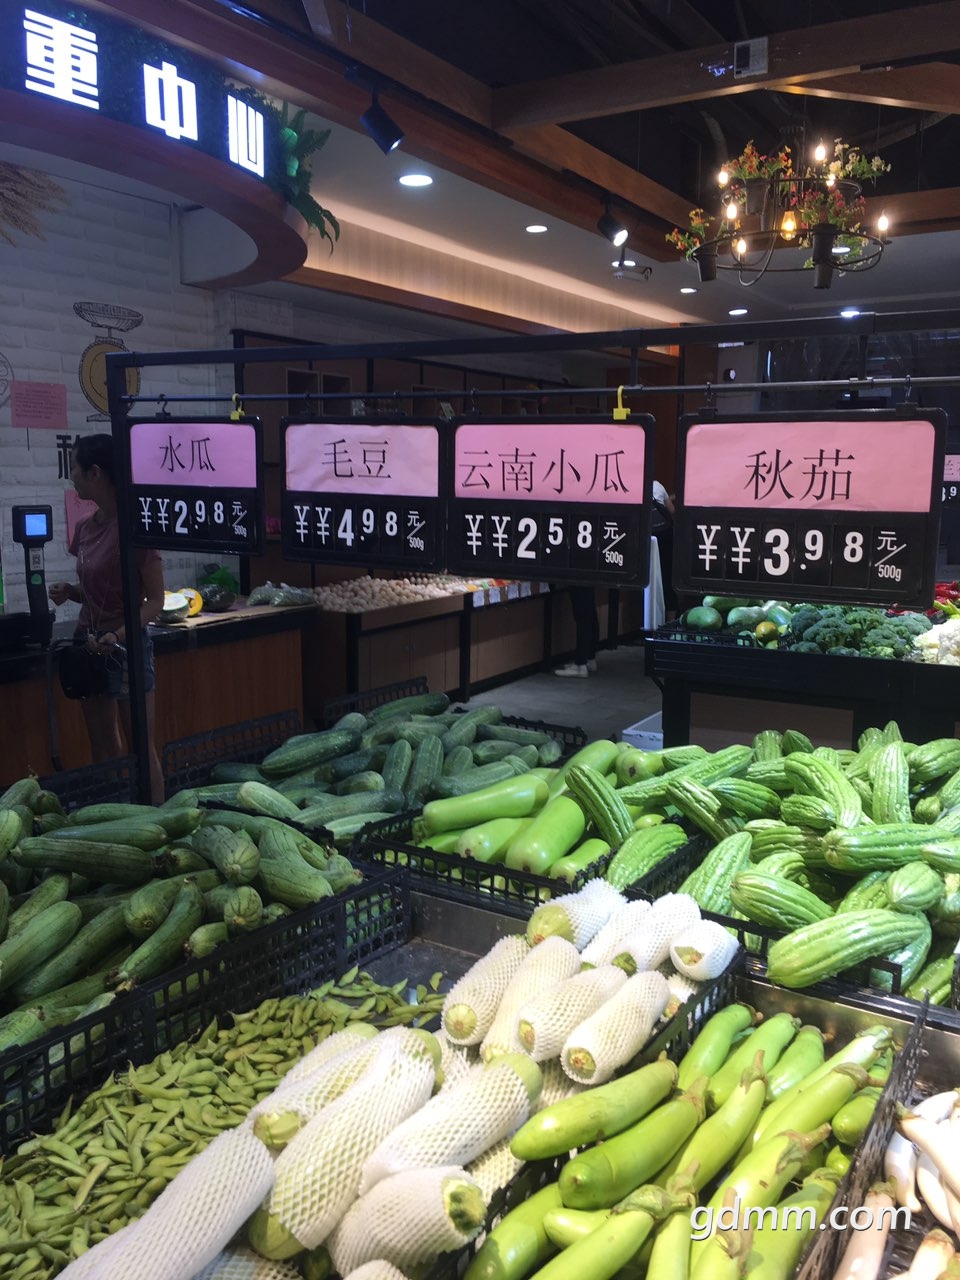 重中心
水瓜
¥¥2.98元/500g
毛豆
¥¥4.98元/500g
云南小瓜
¥¥2.58元/500g
秋茄
¥¥3.98元/500g
gdmm.com